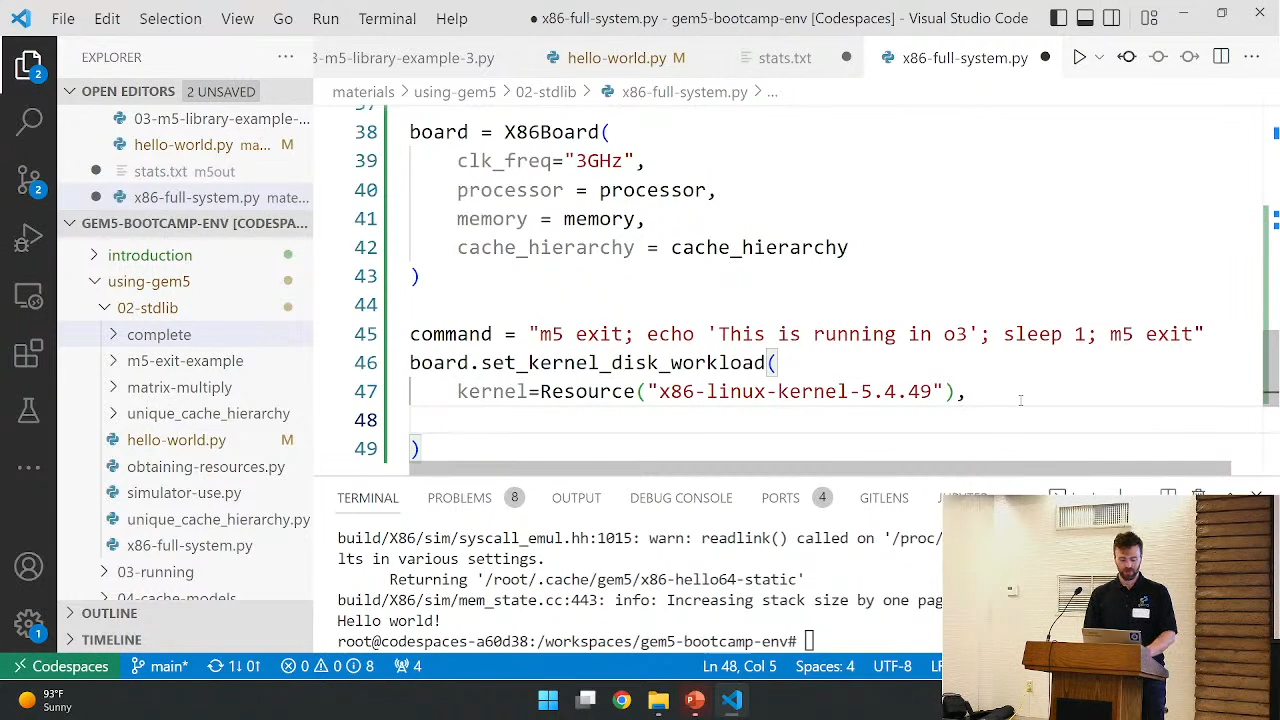 File Edit Selection View Go Run Terminal Help
● x86-full-system.py - gem5-bootcamp-env [Codespaces] - Visual Studio Code
EXPLORER
3-m5-library-example-3.py
hello-world.py M
stats.txt
x86-full-system.py
OPEN EDITORS 2 UNSAVED
03-m5-library-example-...
hello-world.py ma... M
stats.txt m5out
x86-full-system.py mate...
GEM5-BOOTCAMP-ENV [CODESPA...
introduction
using-gem5
02-stdlib
complete
m5-exit-example
matrix-multiply
unique_cache_hierarchy
hello-world.py M
obtaining-resources.py
simulator-use.py
unique_cache_hierarchy.py
x86-full-system.py
03-running
04-cache-models
OUTLINE
TIMELINE
2
2
1
materials > using-gem5 > 02-stdlib > x86-full-system.py > ...
37
38 board = X86Board(
39 clk_freq="3GHz",
40 processor = processor,
41 memory = memory,
42 cache_hierarchy = cache_hierarchy
43 )
44
45 command = "m5 exit; echo 'This is running in o3'; sleep 1; m5 exit"
46 board.set_kernel_disk_workload(
47 kernel=Resource("x86-linux-kernel-5.4.49"),
48
49 )
TERMINAL PROBLEMS 8 OUTPUT DEBUG CONSOLE PORTS 4 GITLENS
build/X86/sim/syscall_emul.hh:1015: warn: readlink() called on '/proc/
lts in various settings.
Returning '/root/.cache/gem5/x86-hello64-static'
build/X86/sim/mem_state.cc:443: info: Increasing stack size by one pag
Hello world!
root@codespaces-a60d38:/workspaces/gem5-bootcamp-env#
Codespaces main* 1↓ 0↑ 0 0 8 4 Ln 48, Col 5 Spaces: 4 UTF-8 LF
93°F
Sunny